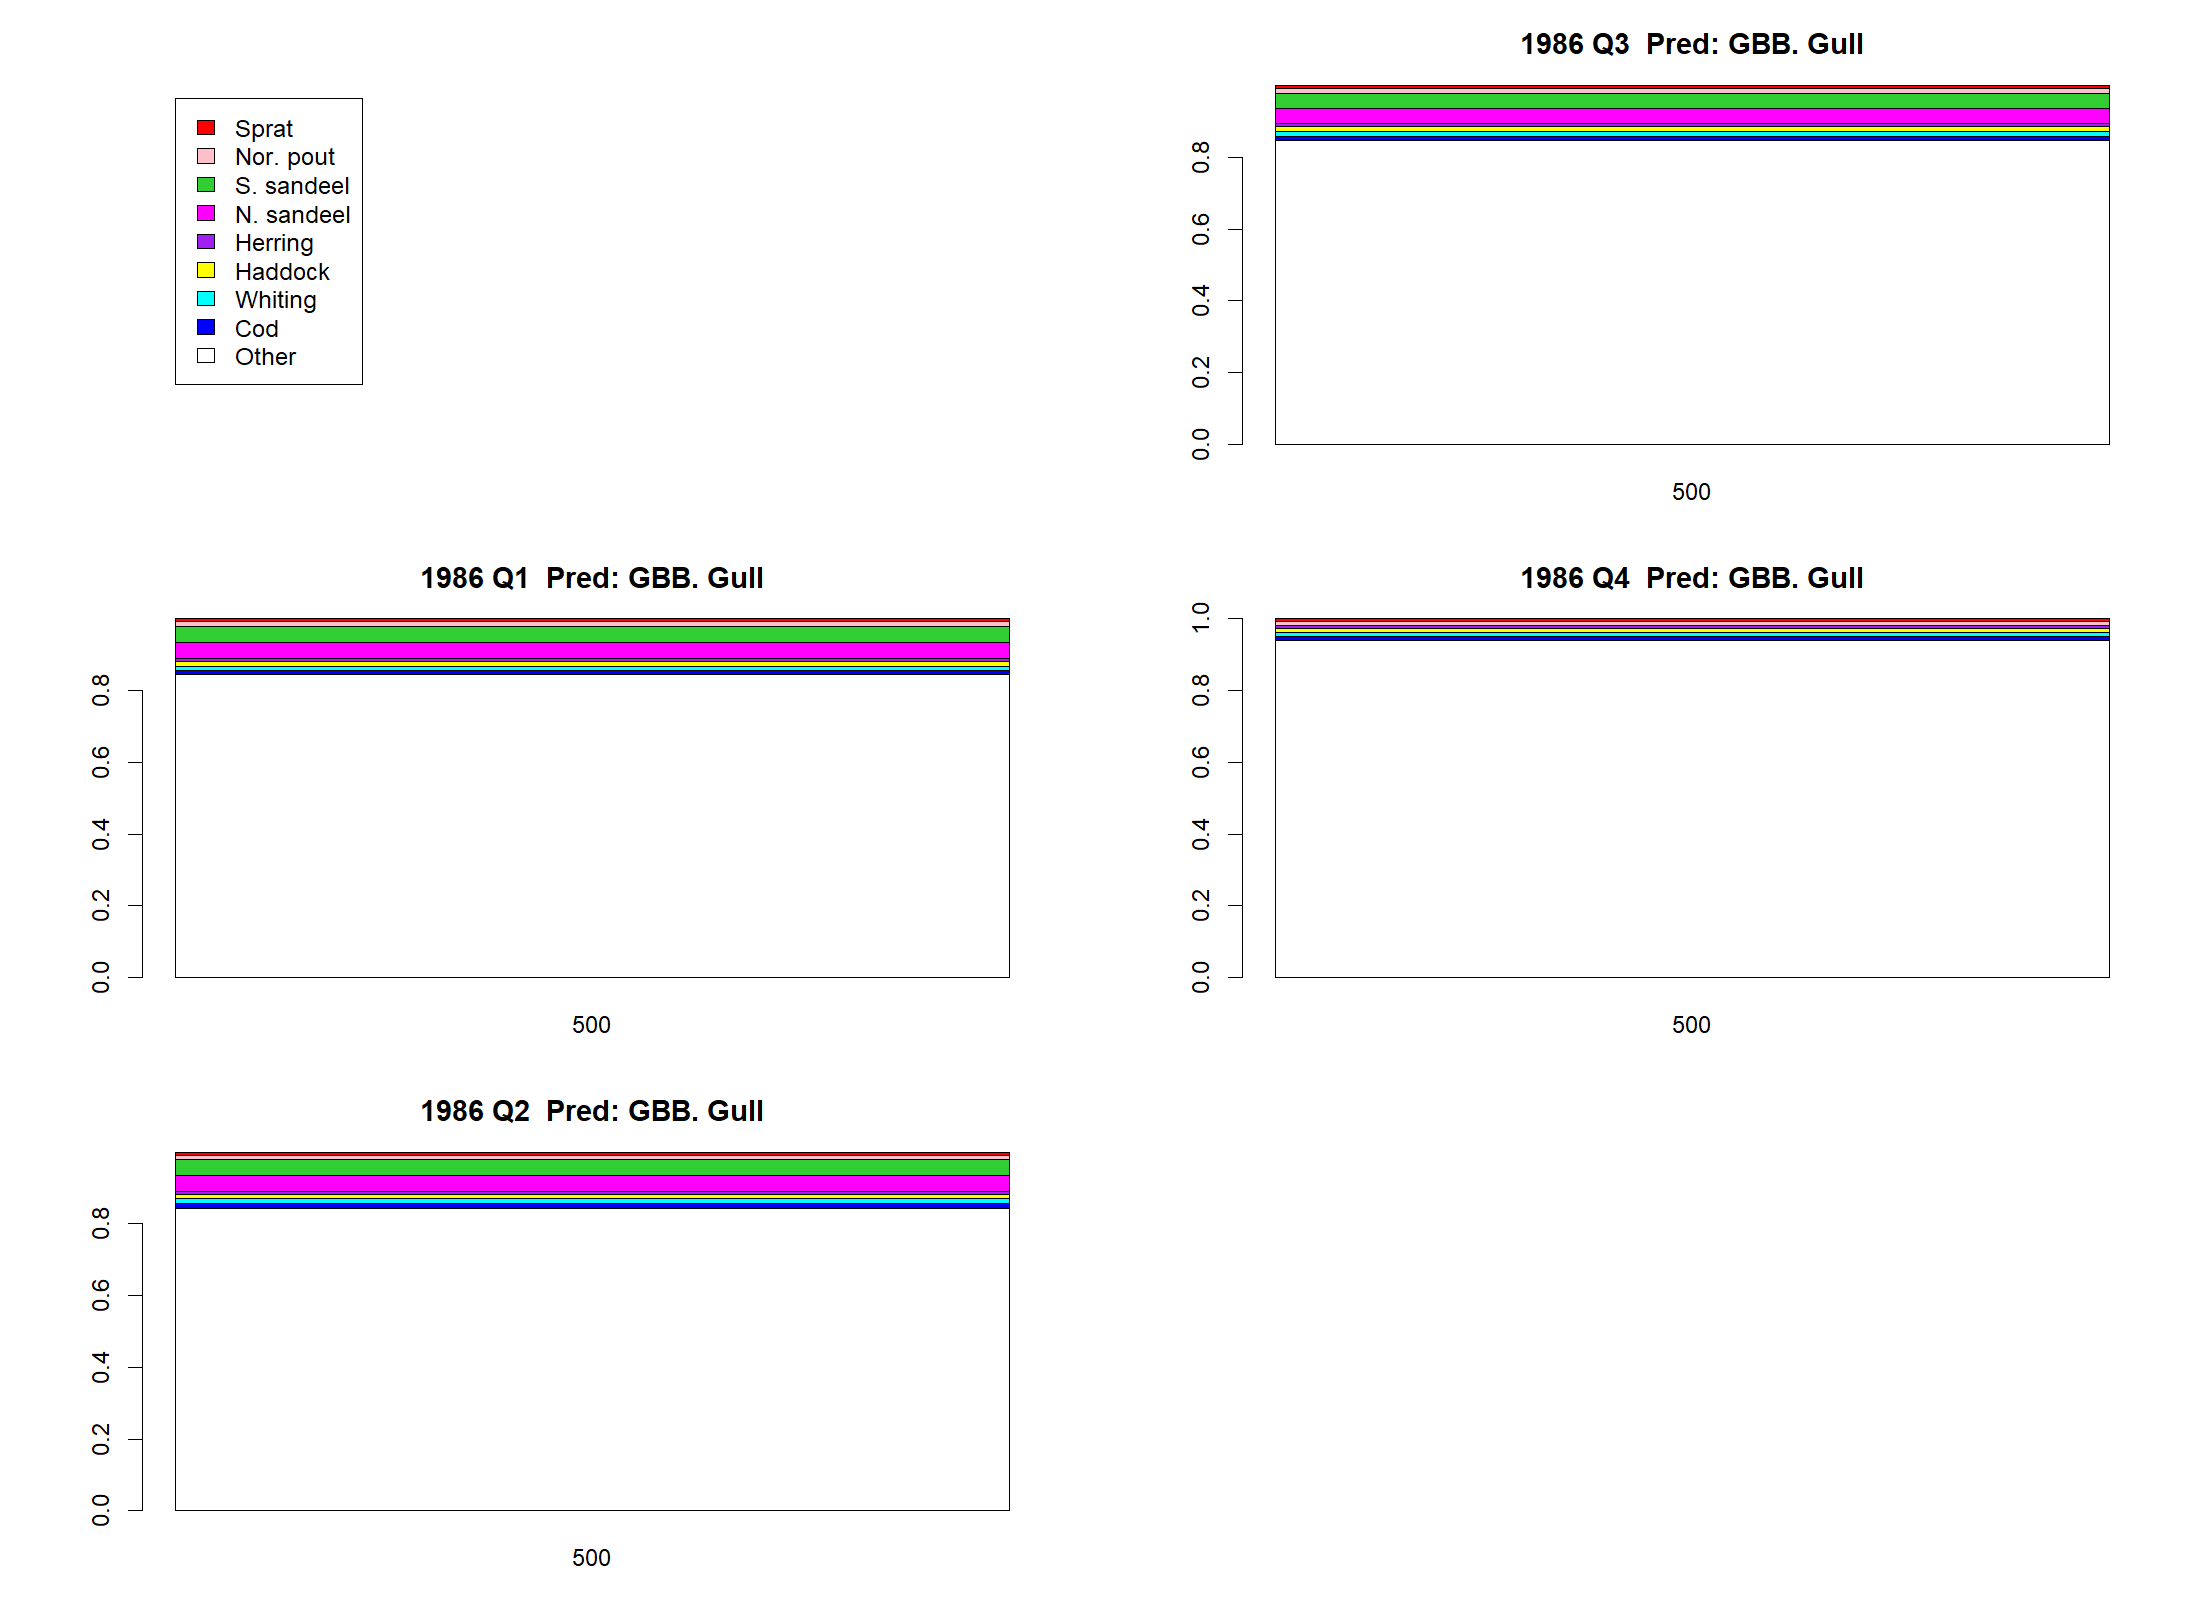 Sprat
Nor. pout
S. sandeel
N. sandeel
Herring
Haddock
Whiting
Cod
Other
1986 Q1  Pred: GBB. Gull
0.8
0.6
0.4
0.2
0.0
500
1986 Q2  Pred: GBB. Gull
0.8
0.6
0.4
0.2
0.0
500
1986 Q3  Pred: GBB. Gull
0.8
0.6
0.4
0.2
0.0
500
1986 Q4  Pred: GBB. Gull
1.0
0.8
0.6
0.4
0.2
0.0
500